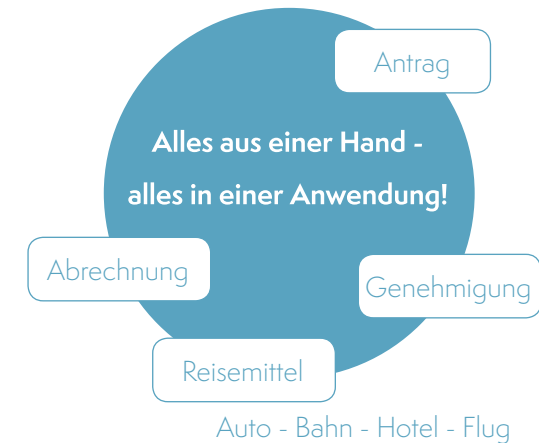 Antrag
Alles aus einer Hand -
alles in einer Anwendung!
Abrechnung
Genehmigung
Reisemittel
Auto - Bahn - Hotel - Flug